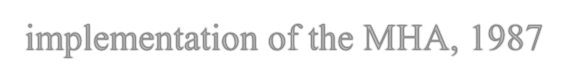 implementation of the MHA, 1987